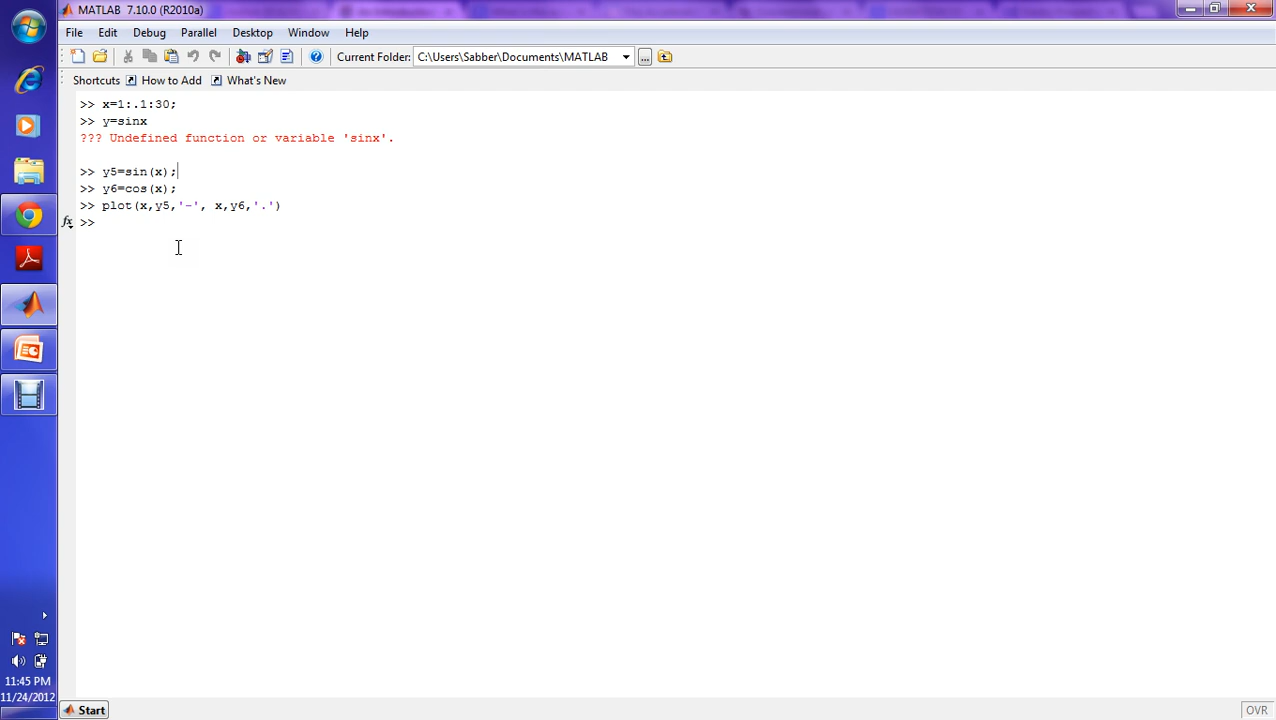 MATLAB 7.10.0 (R2010a)
File Edit Debug Parallel Desktop Window Help
Current Folder: C:\Users\Sabber\Documents\MATLAB ...
Shortcuts How to Add What's New
>> x=1:.1:30;
>> y=sinx
??? Undefined function or variable 'sinx'.
>> y5=sin(x);
>> y6=cos(x);
>> plot(x,y5,'-', x,y6,'.')
fx >>
11:45 PM
11/24/2012
Start
OVR